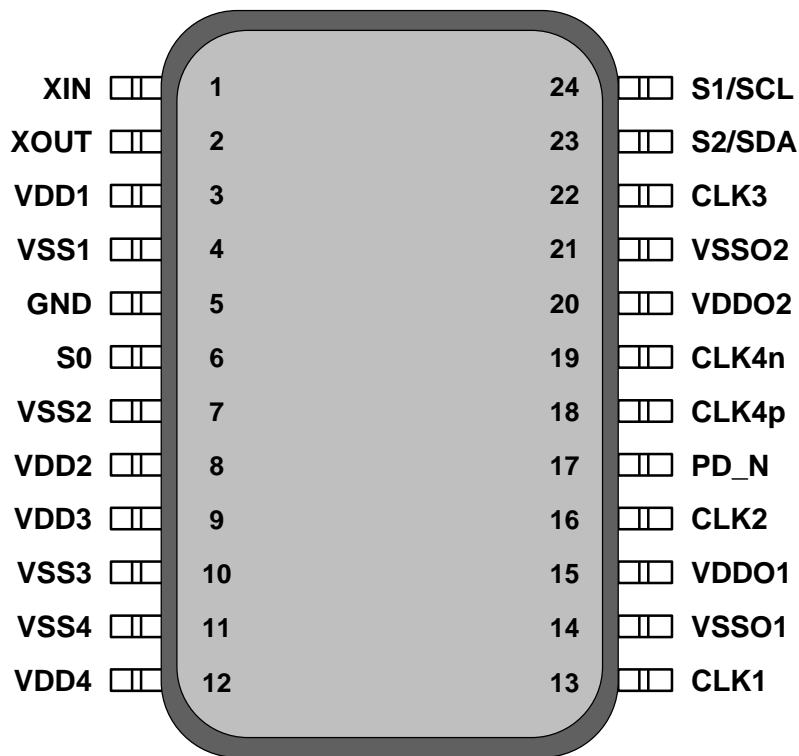 XIN 1 24 S1/SCL
XOUT 2 23 S2/SDA
VDD1 3 22 CLK3
VSS1 4 21 VSSO2
GND 5 20 VDDO2
S0 6 19 CLK4n
VSS2 7 18 CLK4p
VDD2 8 17 PD_N
VDD3 9 16 CLK2
VSS3 10 15 VDDO1
VSS4 11 14 VSSO1
VDD4 12 13 CLK1